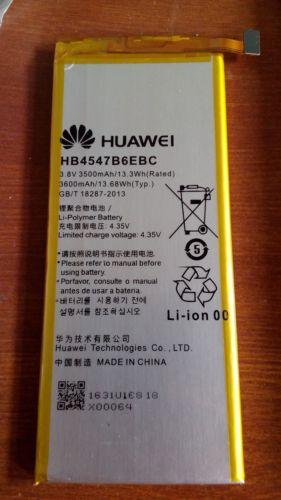 HUAWEI
HB4547B6EBC
3.8V 3500mAh/13.3Wh(Rated)
3600mAh/13.68Wh(Typ.)
GB/T 18287-2013
锂聚合物电池/
Li-Polymer Battery
充电限制电压 4.35V
Limited charge voltage: 4.35V
•请按照说明书指示使用电池。
•Please refer to manual before
using battery.
•Porfavor, consulte o manual
antes de usar a bateria.
•배터리를 사용하기 전에
설명서를 참조하십시오.
5
Li-ion 00
华为技术有限公司
Huawei Technologies Co., LTD.
中国制造 MADE IN CHINA
1631U1E8 18
X00064